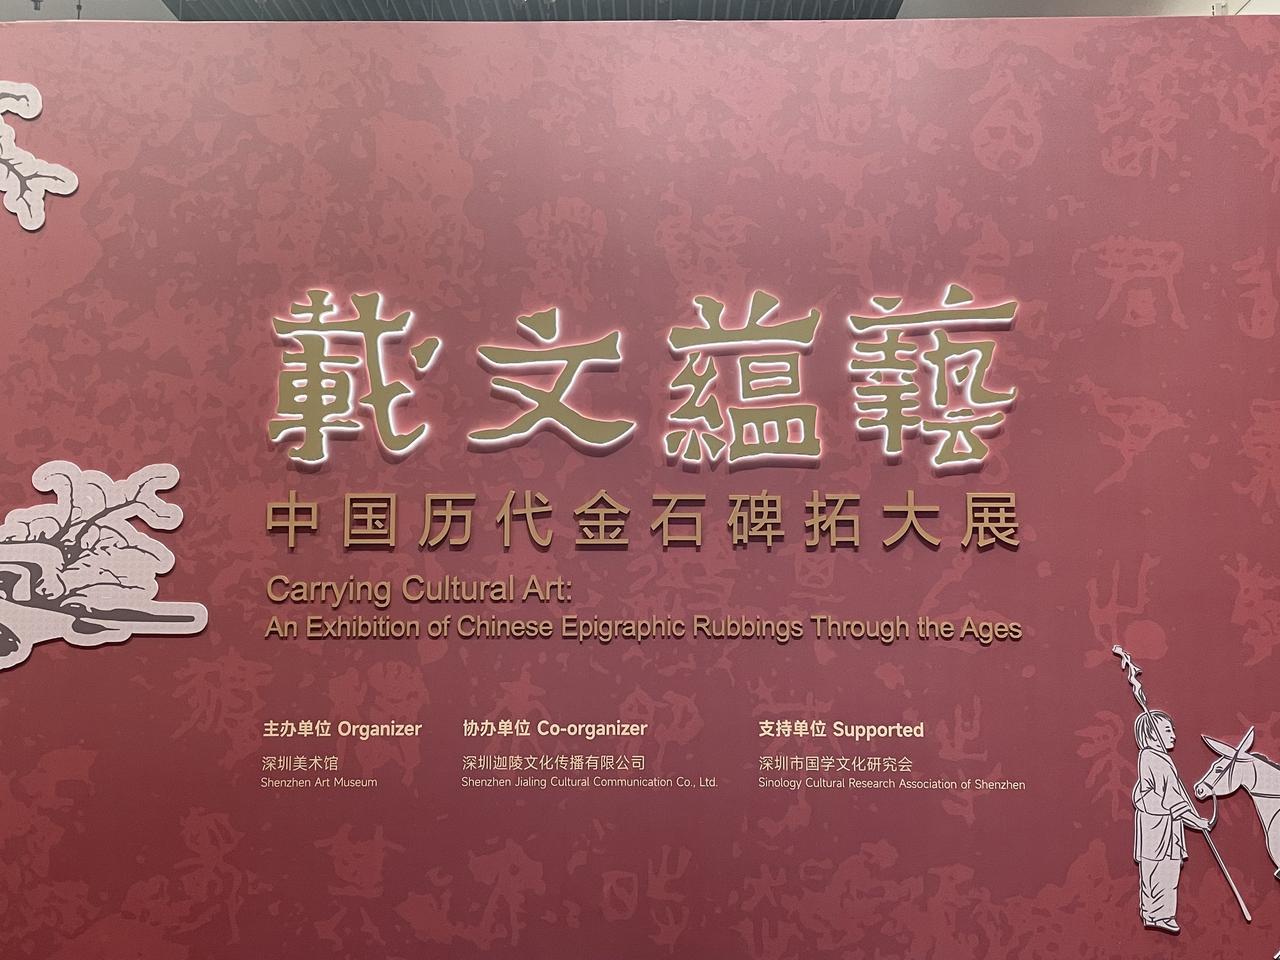 載文蘊藝
中国历代金石碑拓大展
Carrying Cultural Art:
An Exhibition of Chinese Epigraphic Rubbings Through the Ages
主办单位 Organizer
深圳美术馆
Shenzhen Art Museum
协办单位 Co-organizer
深圳迦陵文化传播有限公司
Shenzhen Jialing Cultural Communication Co., Ltd.
支持单位 Supported
深圳市国学文化研究会
Sinology Cultural Research Association of Shenzhen